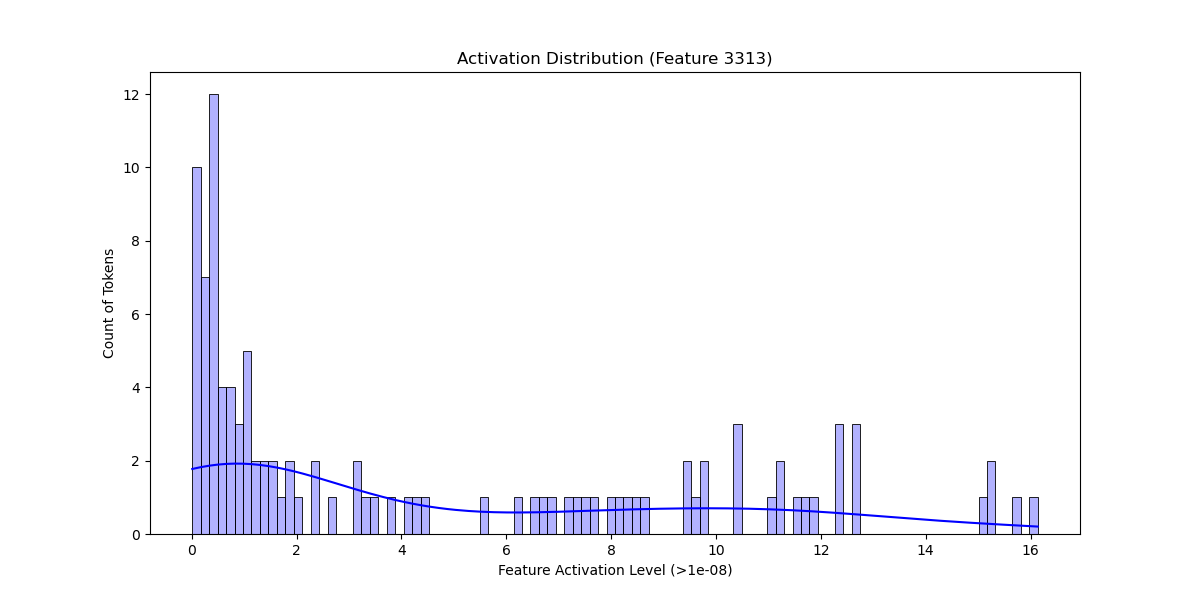 Activation Distribution (Feature 3313)
12
10
8
6
4
2
0
Count of Tokens
0 2 4 6 8 10 12 14 16
Feature Activation Level (>1e-08)